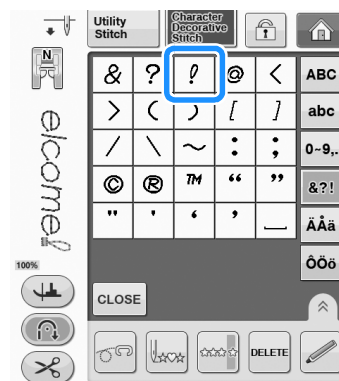 Utility Stitch
Character Decorative Stitch
N
& ? ! @ < ABC
> ( ) [ ] abc
/ \ ~ : ; 0~9,.
© ® TM “ ” &?!
" ' ‘ ’ _ ÄÅä
ÔÖö
elcome!
100%
CLOSE
DELETE